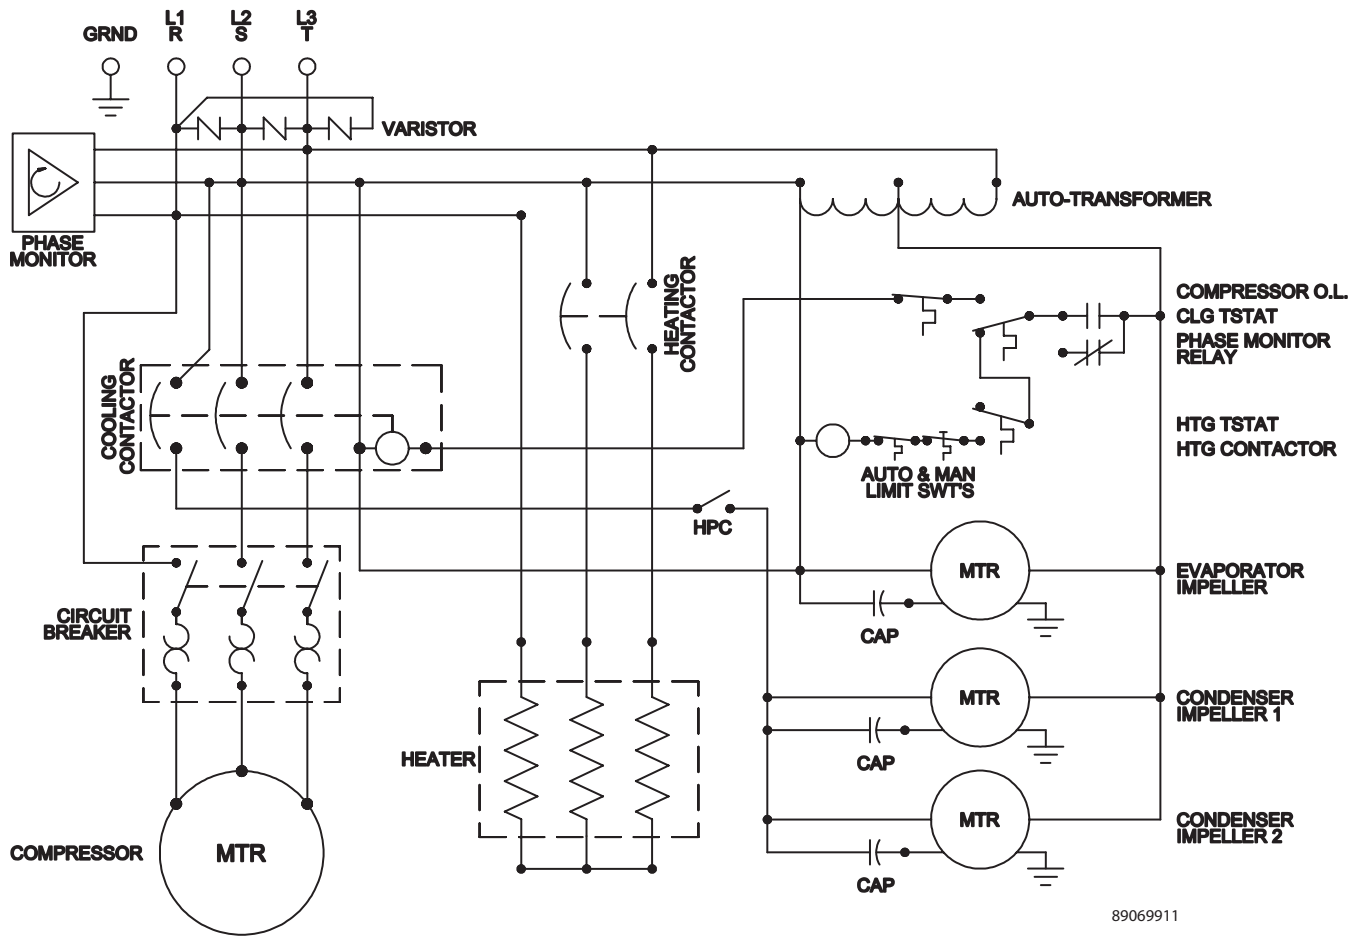 GRND
L1
R
L2
S
L3
T
VARISTOR
PHASE
MONITOR
AUTO-TRANSFORMER
HEATING
CONTACTOR
COMPRESSOR O.L.
CLG TSTAT
PHASE MONITOR
RELAY
COOLING
CONTACTOR
HTG TSTAT
HTG CONTACTOR
AUTO & MAN
LIMIT SWT'S
HPC
MTR
EVAPORATOR
IMPELLER
CAP
CIRCUIT
BREAKER
MTR
CONDENSER
IMPELLER 1
CAP
HEATER
MTR
CONDENSER
IMPELLER 2
CAP
COMPRESSOR
MTR
89069911